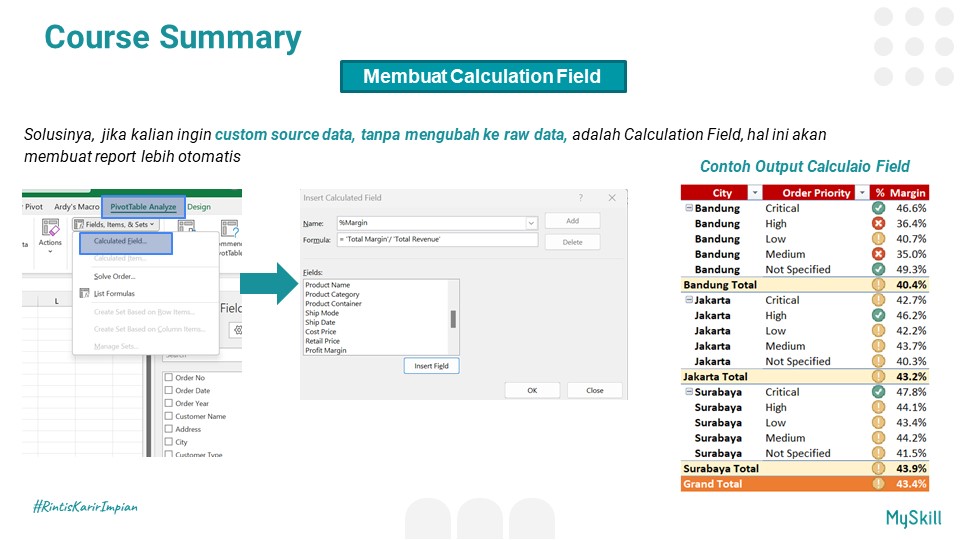 Course Summary
Membuat Calculation Field
Solusinya, jika kalian ingin custom source data, tanpa mengubah ke raw data, adalah Calculation Field, hal ini akan
membuat report lebih otomatis
Contoh Output Calculaio Field
Pivot Ardy's Macro PivotTable Analyze Design
Actions
Fields, Items, & Sets
Calculated Field...
Calculated Item...
Solve Order...
List Formulas
Create Set Based on Row Items...
Create Set Based on Column Items...
Manage Sets...
L
Field
Search
Order No
Order Date
Order Year
Customer Name
Address
City
Customer Type
Insert Calculated Field ? ×
Name: %Margin Add
Formula: = 'Total Margin'/ 'Total Revenue' Delete
Fields:
Product Name
Product Category
Product Container
Ship Mode
Ship Date
Cost Price
Retail Price
Profit Margin
Insert Field
OK Close
City Order Priority % Margin
Bandung Critical 46.6%
Bandung High 36.4%
Bandung Low 40.7%
Bandung Medium 35.0%
Bandung Not Specified 49.3%
Bandung Total 40.4%
Jakarta Critical 42.7%
Jakarta High 46.2%
Jakarta Low 42.2%
Jakarta Medium 43.7%
Jakarta Not Specified 40.3%
Jakarta Total 43.2%
Surabaya Critical 47.8%
Surabaya High 44.1%
Surabaya Low 43.4%
Surabaya Medium 44.2%
Surabaya Not Specified 41.5%
Surabaya Total 43.9%
Grand Total 43.4%
#RintisKarirImpian
MySkill